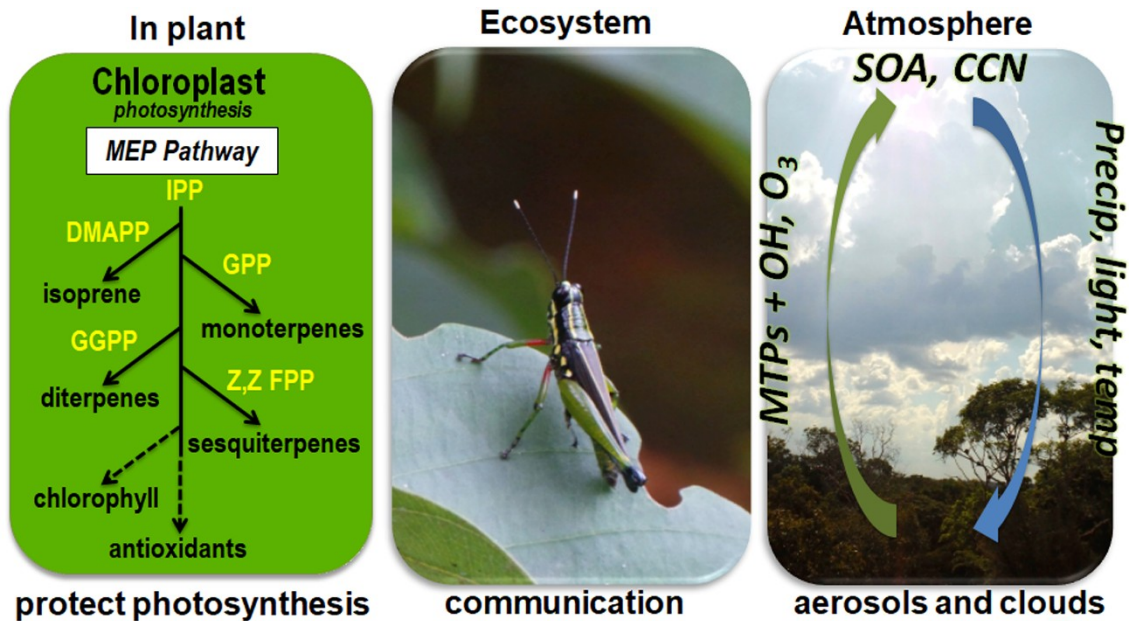 In plant
Chloroplast
photosynthesis
MEP Pathway
IPP
DMAPP
GPP
isoprene
monoterpenes
GGPP
Z,Z FPP
diterpenes
sesquiterpenes
chlorophyll
antioxidants
protect photosynthesis
Ecosystem
communication
Atmosphere
SOA, CCN
MTPs + OH, O₃
Precip, light, temp
aerosols and clouds